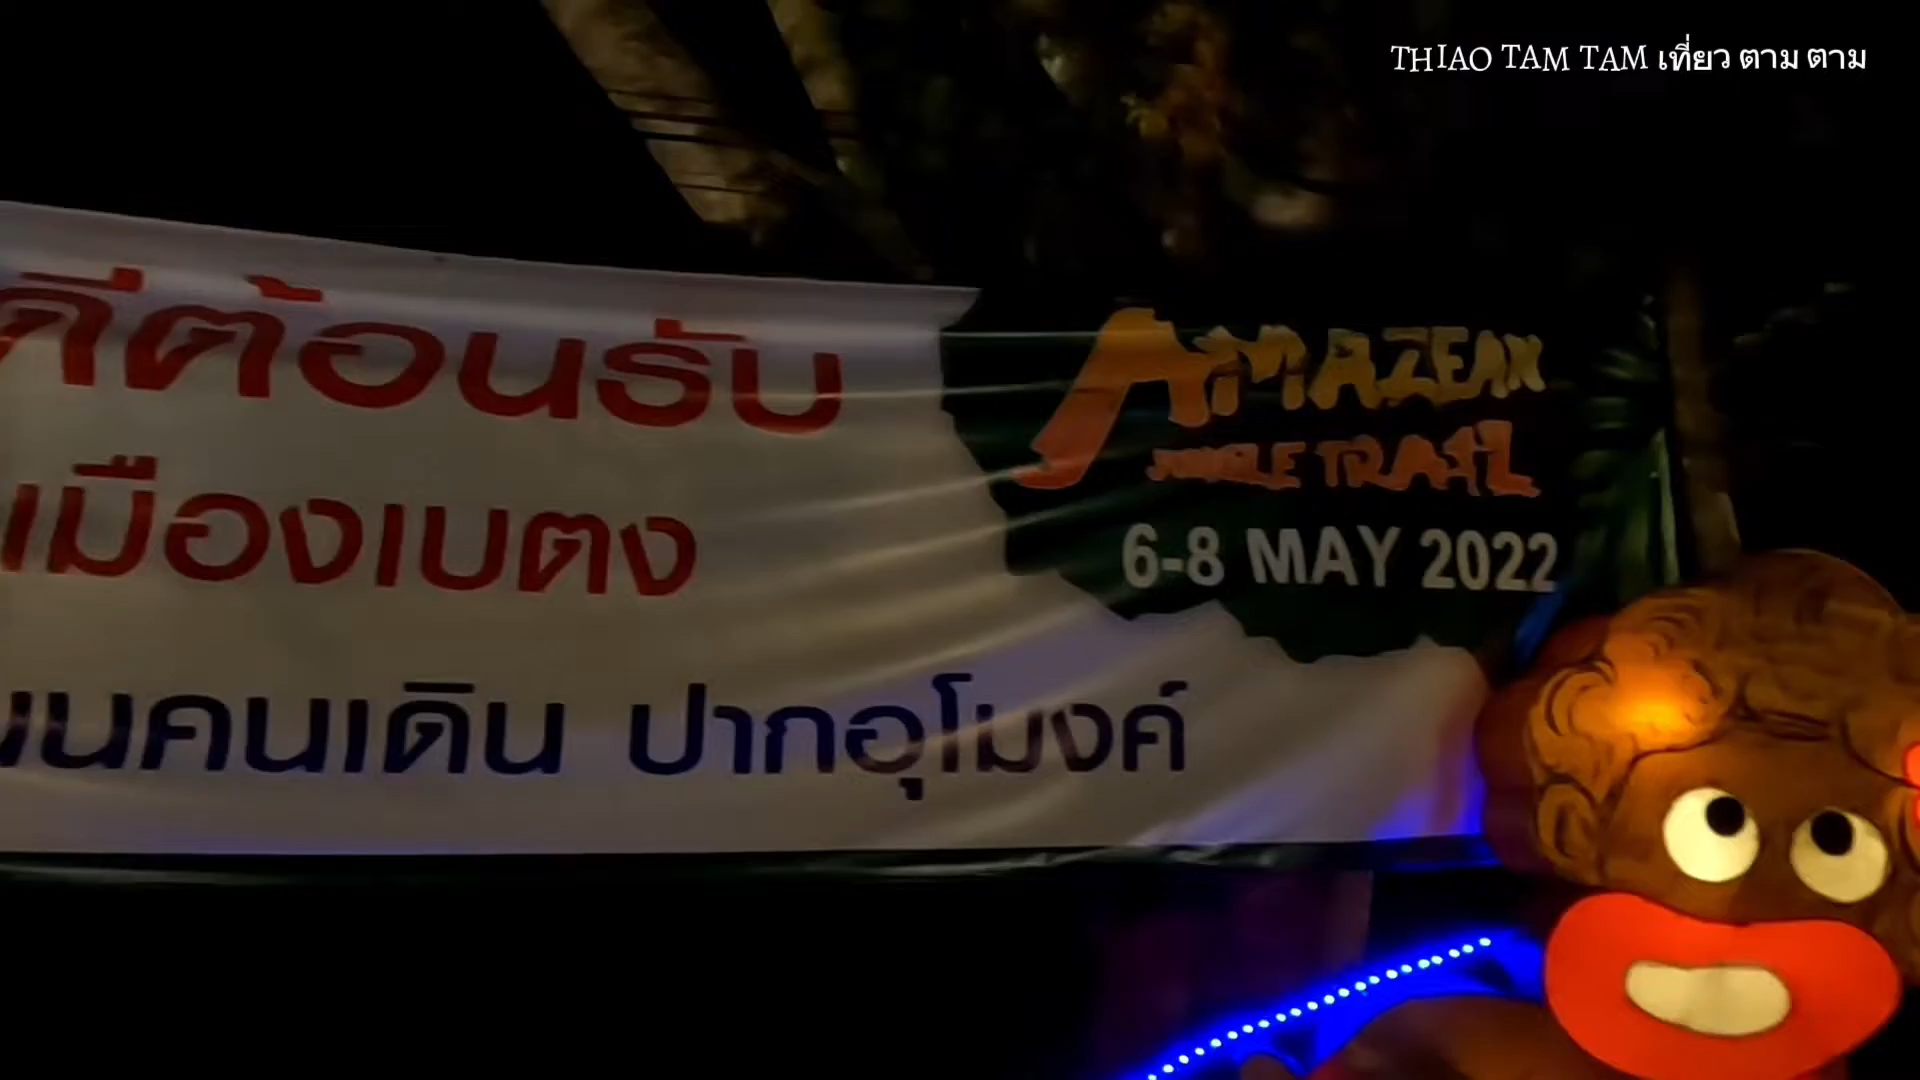 THIAO TAM TAM เที่ยว ตาม ตาม
ดีต้อนรับ
เมืองเบตง
ถนนคนเดิน ปากอุโมงค์
AMAZEAN
JUNGLE TRAIL
6-8 MAY 2022